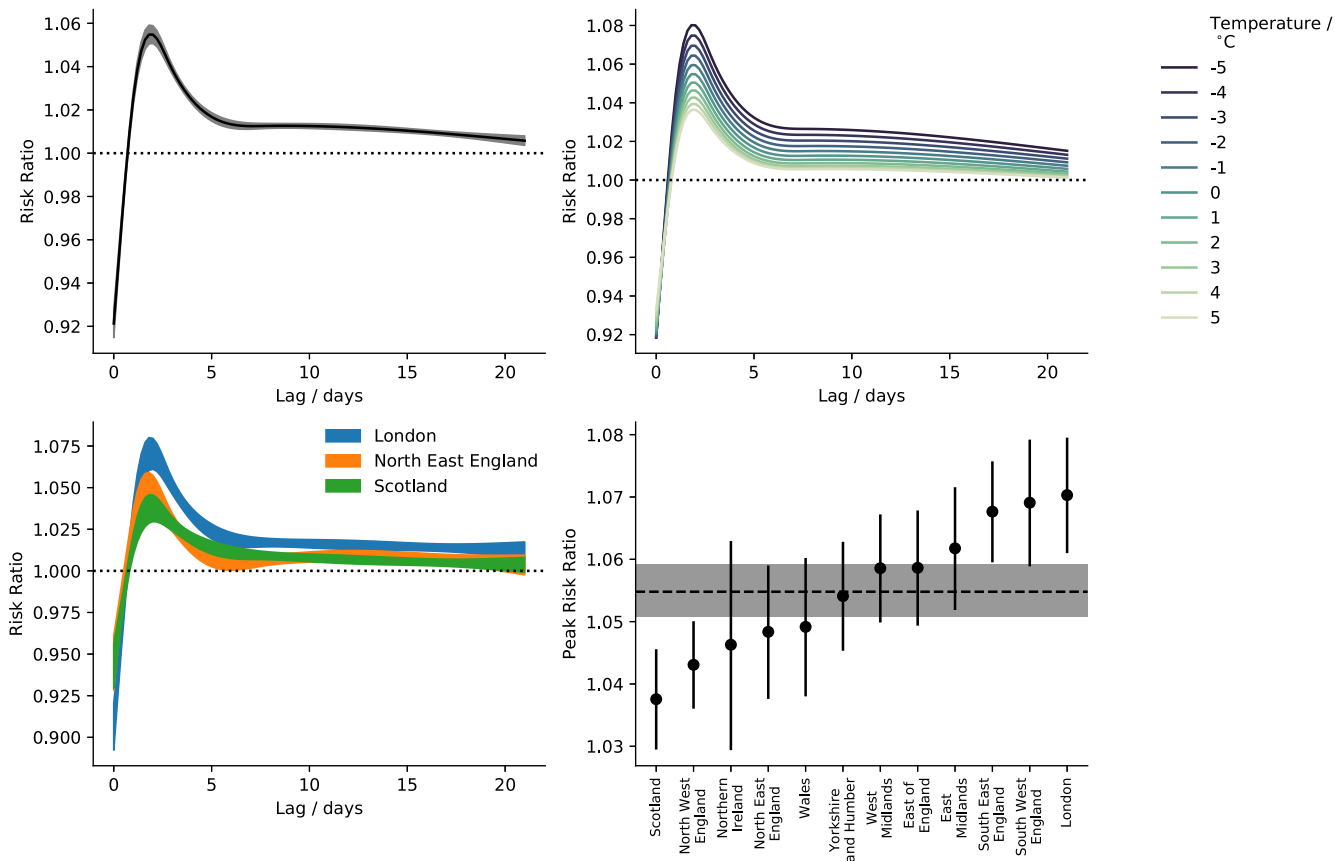 1.06
1.04
1.02
1.00
0.98
0.96
0.94
0.92
Risk Ratio
0
5
10
15
20
Lag / days
1.08
1.06
1.04
1.02
1.00
0.98
0.96
0.94
0.92
Risk Ratio
0
5
10
15
20
Lag / days
Temperature /
°C
-5
-4
-3
-2
-1
0
1
2
3
4
5
1.075
1.050
1.025
1.000
0.975
0.950
0.925
0.900
Risk Ratio
London
North East England
Scotland
0
5
10
15
20
Lag / days
1.08
1.07
1.06
1.05
1.04
1.03
Peak Risk Ratio
Scotland
North West
England
Northern
Ireland
North East
England
Wales
Yorkshire
and Humber
West
Midlands
East of
England
East
Midlands
South East
England
South West
England
London